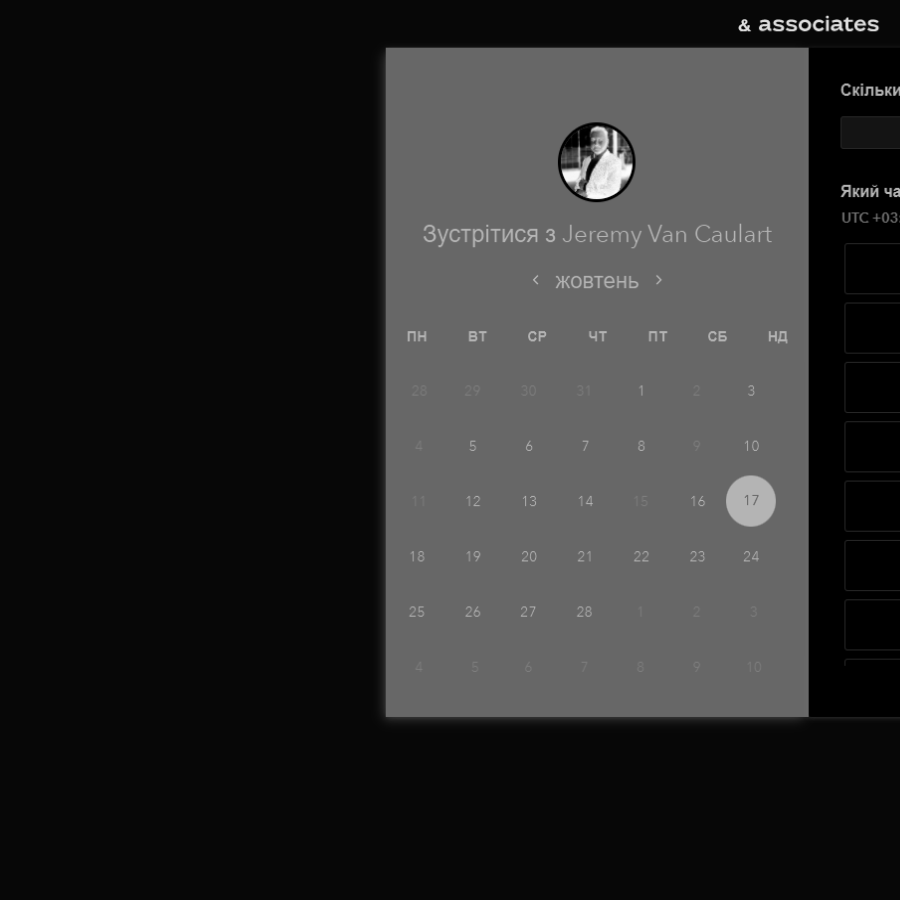 & associates
Скільки
Зустрітися з Jeremy Van Caulart
Який ча
UTC +03:
< жовтень >
ПН ВТ СР ЧТ ПТ СБ НД
28 29 30 31 1 2 3
4 5 6 7 8 9 10
11 12 13 14 15 16 17
18 19 20 21 22 23 24
25 26 27 28 1 2 3
4 5 6 7 8 9 10